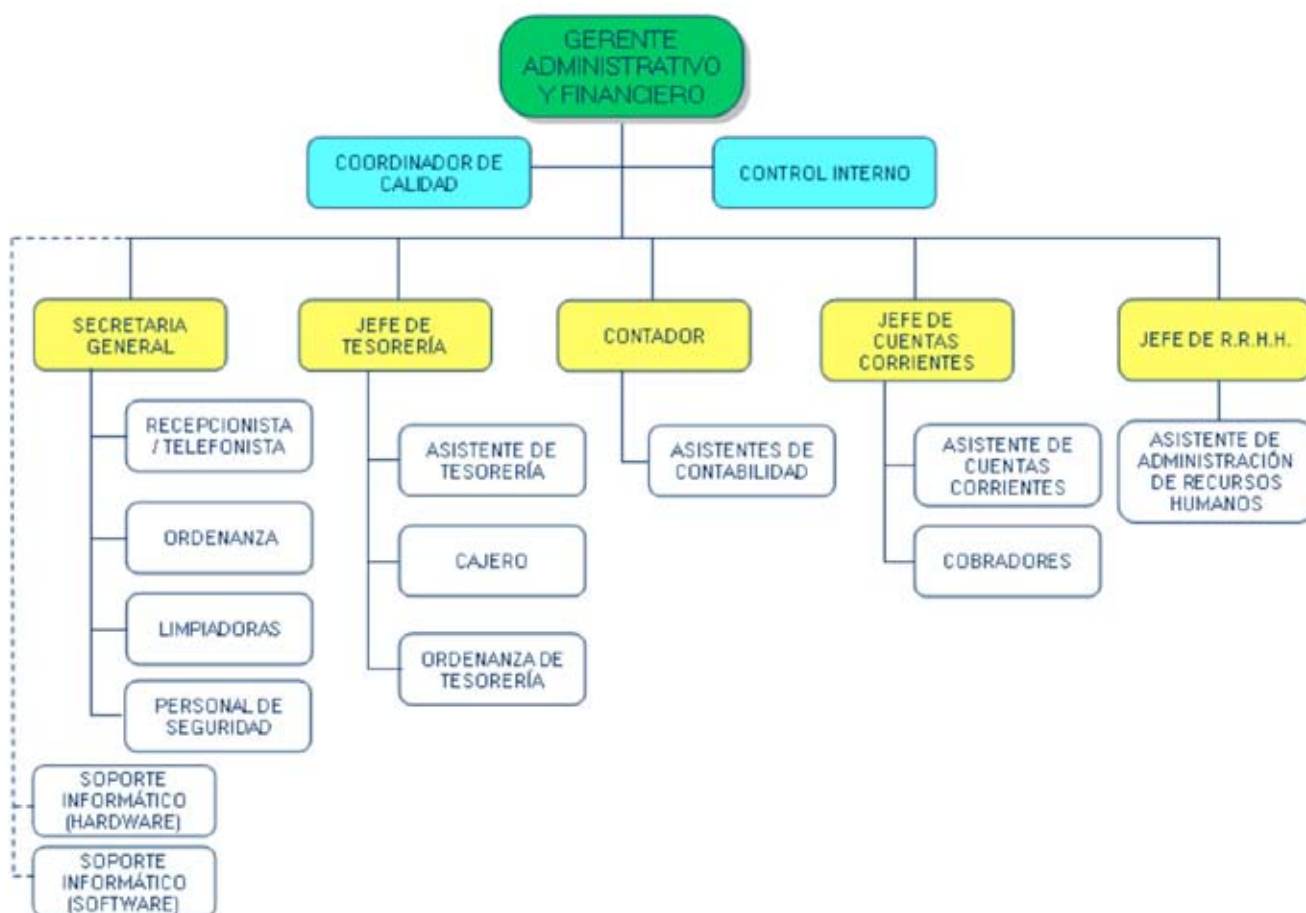 GERENTE
ADMINISTRATIVO
Y FINANCIERO
COORDINADOR DE
CALIDAD
CONTROL INTERNO
SECRETARIA
GENERAL
JEFE DE
TESORERÍA
CONTADOR
JEFE DE
CUENTAS
CORRIENTES
JEFE DE R.R.H.H.
RECEPCIONISTA
/ TELEFONISTA
ORDENANZA
LIMPIADORAS
PERSONAL DE
SEGURIDAD
ASISTENTE DE
TESORERÍA
CAJERO
ORDENANZA DE
TESORERÍA
ASISTENTES DE
CONTABILIDAD
ASISTENTE DE
CUENTAS
CORRIENTES
COBRADORES
ASISTENTE DE
ADMINISTRACIÓN
DE RECURSOS
HUMANOS
SOPORTE
INFORMÁTICO
(HARDWARE)
SOPORTE
INFORMÁTICO
(SOFTWARE)